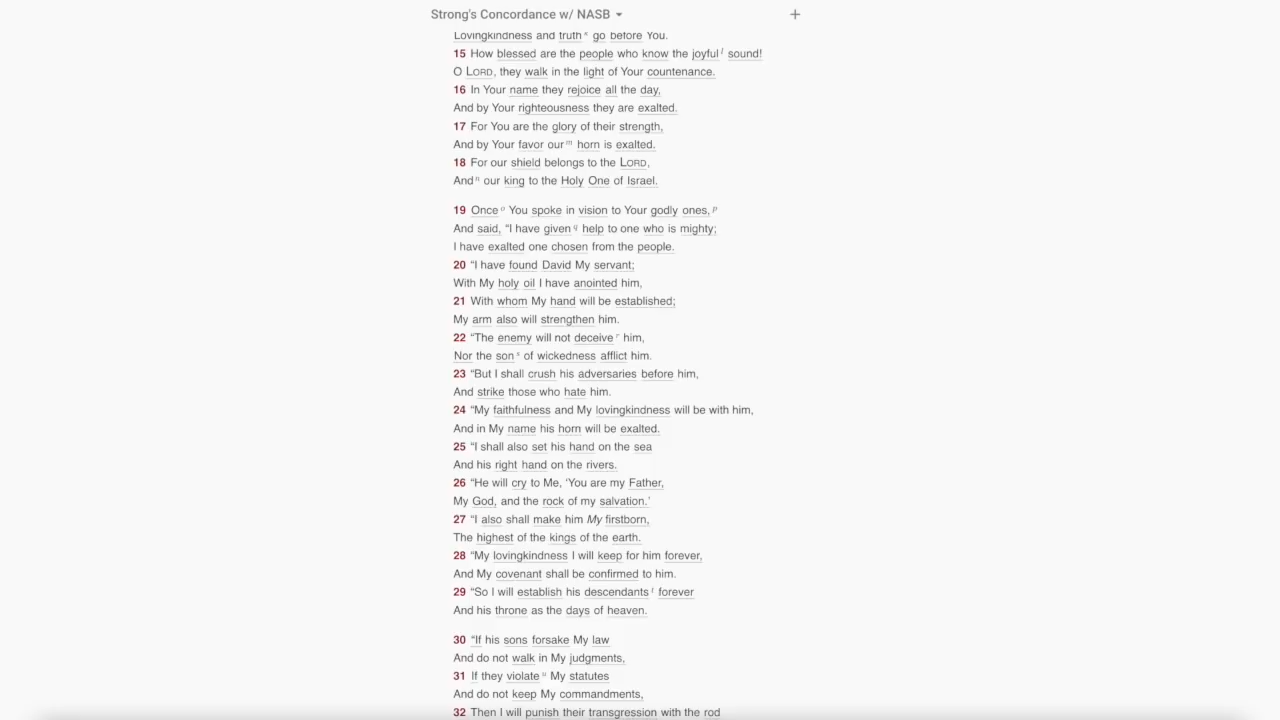 Strong's Concordance w/ NASB
Lovingkindness and truth k go before You.
15 How blessed are the people who know the joyful l sound!
O LORD, they walk in the light of Your countenance.
16 In Your name they rejoice all the day,
And by Your righteousness they are exalted.
17 For You are the glory of their strength,
And by Your favor our m horn is exalted.
18 For our shield belongs to the LORD,
And n our king to the Holy One of Israel.
19 Once o You spoke in vision to Your godly ones, p
And said, “I have given q help to one who is mighty;
I have exalted one chosen from the people.
20 “I have found David My servant;
With My holy oil I have anointed him,
21 With whom My hand will be established;
My arm also will strengthen him.
22 “The enemy will not deceive r him,
Nor the son s of wickedness afflict him.
23 “But I shall crush his adversaries before him,
And strike those who hate him.
24 “My faithfulness and My lovingkindness will be with him,
And in My name his horn will be exalted.
25 “I shall also set his hand on the sea
And his right hand on the rivers.
26 “He will cry to Me, ‘You are my Father,
My God, and the rock of my salvation.’
27 “I also shall make him My firstborn,
The highest of the kings of the earth.
28 “My lovingkindness I will keep for him forever,
And My covenant shall be confirmed to him.
29 “So I will establish his descendants t forever
And his throne as the days of heaven.
30 “If his sons forsake My law
And do not walk in My judgments,
31 If they violate u My statutes
And do not keep My commandments,
32 Then I will punish their transgression with the rod